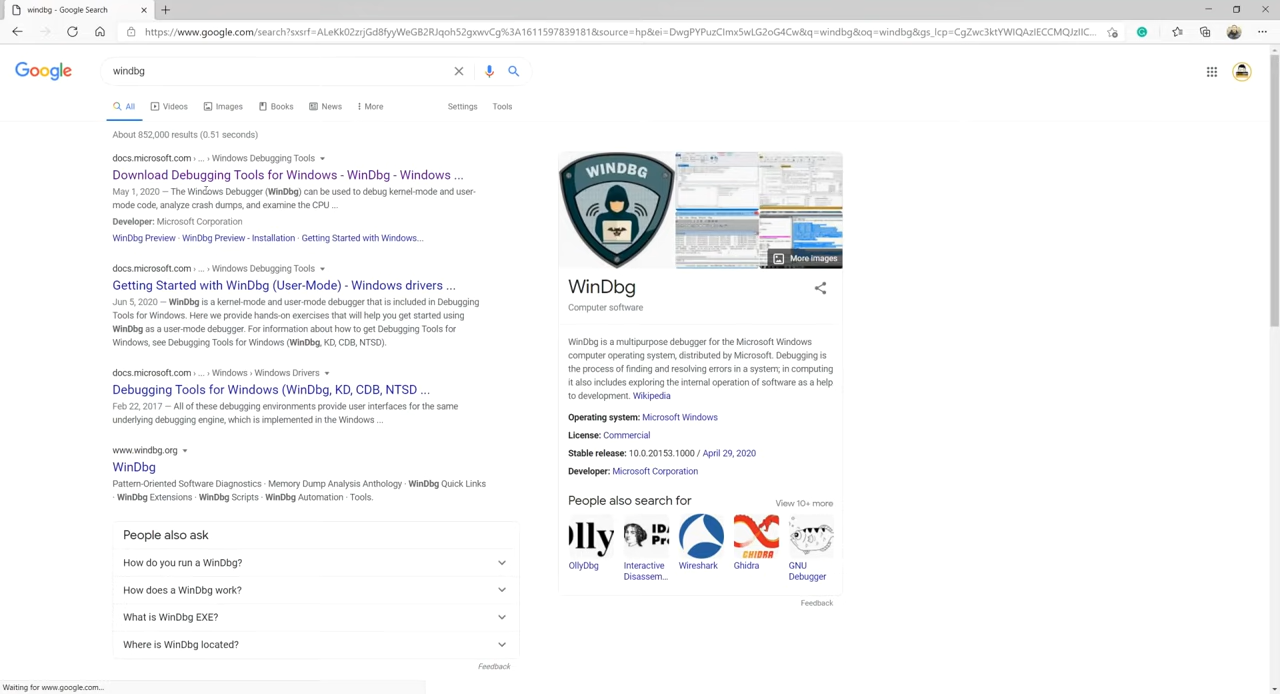 windbg - Google Search
https://www.google.com/search?sxsrf=ALeKk02zrjGd8fyyWeGB2RJqoh52gxwvCg%3A1611597839181&source=hp&ei=DwgPYPuzCImx5wLG2oG4Cw&q=windbg&oq=windbg&gs_lcp=CgZwc3ktYWIQAzIECCMQJzIIC...
Google
windbg
All Videos Images Books News More Settings Tools
About 852,000 results (0.51 seconds)
docs.microsoft.com › ... › Windows Debugging Tools
Download Debugging Tools for Windows - WinDbg - Windows ...
May 1, 2020 — The Windows Debugger (WinDbg) can be used to debug kernel-mode and user-
mode code, analyze crash dumps, and examine the CPU ...
Developer: Microsoft Corporation
WinDbg Preview · WinDbg Preview - Installation · Getting Started with Windows...
docs.microsoft.com › ... › Windows Debugging Tools
Getting Started with WinDbg (User-Mode) - Windows drivers ...
Jun 5, 2020 — WinDbg is a kernel-mode and user-mode debugger that is included in Debugging
Tools for Windows. Here we provide hands-on exercises that will help you get started using
WinDbg as a user-mode debugger. For information about how to get Debugging Tools for
Windows, see Debugging Tools for Windows (WinDbg, KD, CDB, NTSD).
docs.microsoft.com › ... › Windows › Windows Drivers
Debugging Tools for Windows (WinDbg, KD, CDB, NTSD ...
Feb 22, 2017 — All of these debugging environments provide user interfaces for the same
underlying debugging engine, which is implemented in the Windows ...
www.windbg.org
WinDbg
Pattern-Oriented Software Diagnostics · Memory Dump Analysis Anthology · WinDbg Quick Links
· WinDbg Extensions · WinDbg Scripts · WinDbg Automation · Tools.
People also ask
How do you run a WinDbg?
How does a WinDbg work?
What is WinDbg EXE?
Where is WinDbg located?
Feedback
WINDBG
More images
WinDbg
Computer software
WinDbg is a multipurpose debugger for the Microsoft Windows
computer operating system, distributed by Microsoft. Debugging is
the process of finding and resolving errors in a system; in computing
it also includes exploring the internal operation of software as a help
to development. Wikipedia
Operating system: Microsoft Windows
License: Commercial
Stable release: 10.0.20153.1000 / April 29, 2020
Developer: Microsoft Corporation
People also search for
View 10+ more
OllyDbg
Interactive
Disassem...
Wireshark
GHIDRA
Ghidra
GNU
Debugger
Feedback
Waiting for www.google.com...